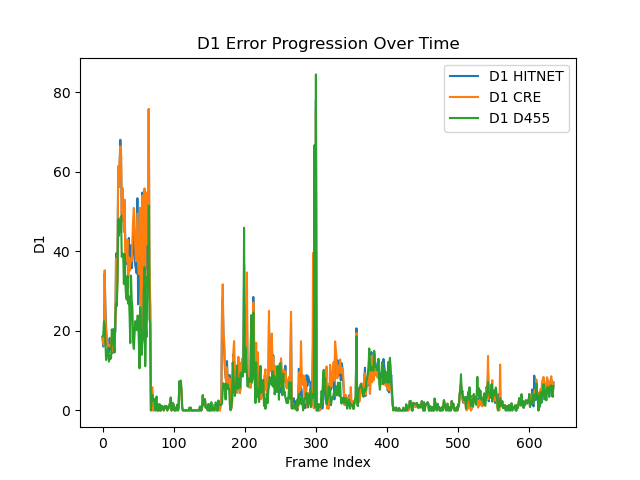 D1 Error Progression Over Time
D1 HITNET
D1 CRE
D1 D455
D1
80
60
40
20
0
0 100 200 300 400 500 600
Frame Index